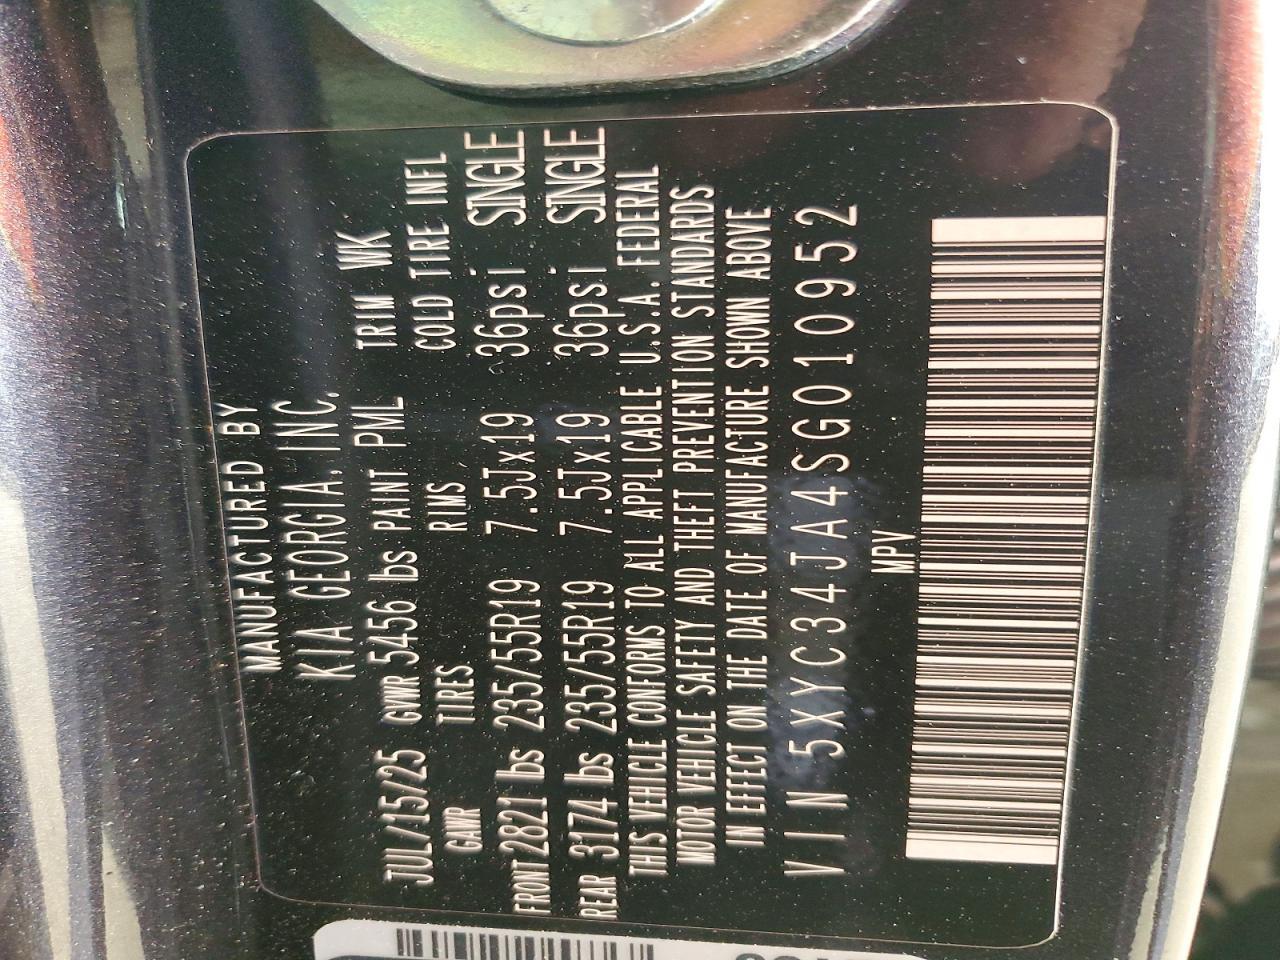 MANUFACTURED BY
KIA GEORGIA, INC.
JUL/15/25 GVWR 5466 lbs PAINT PML TRIM WK
GAWR TIRES RIMS COLD TIRE INFL
FRONT 2821 lbs 235/55R19 7.5Jx19 36psi SINGLE
REAR 3174 lbs 235/55R19 7.5Jx19 36psi SINGLE
THIS VEHICLE CONFORMS TO ALL APPLICABLE U.S.A. FEDERAL
MOTOR VEHICLE SAFETY AND THEFT PREVENTION STANDARDS
IN EFFECT ON THE DATE OF MANUFACTURE SHOWN ABOVE
VIN 5XYC34JA4SG010952
MPV